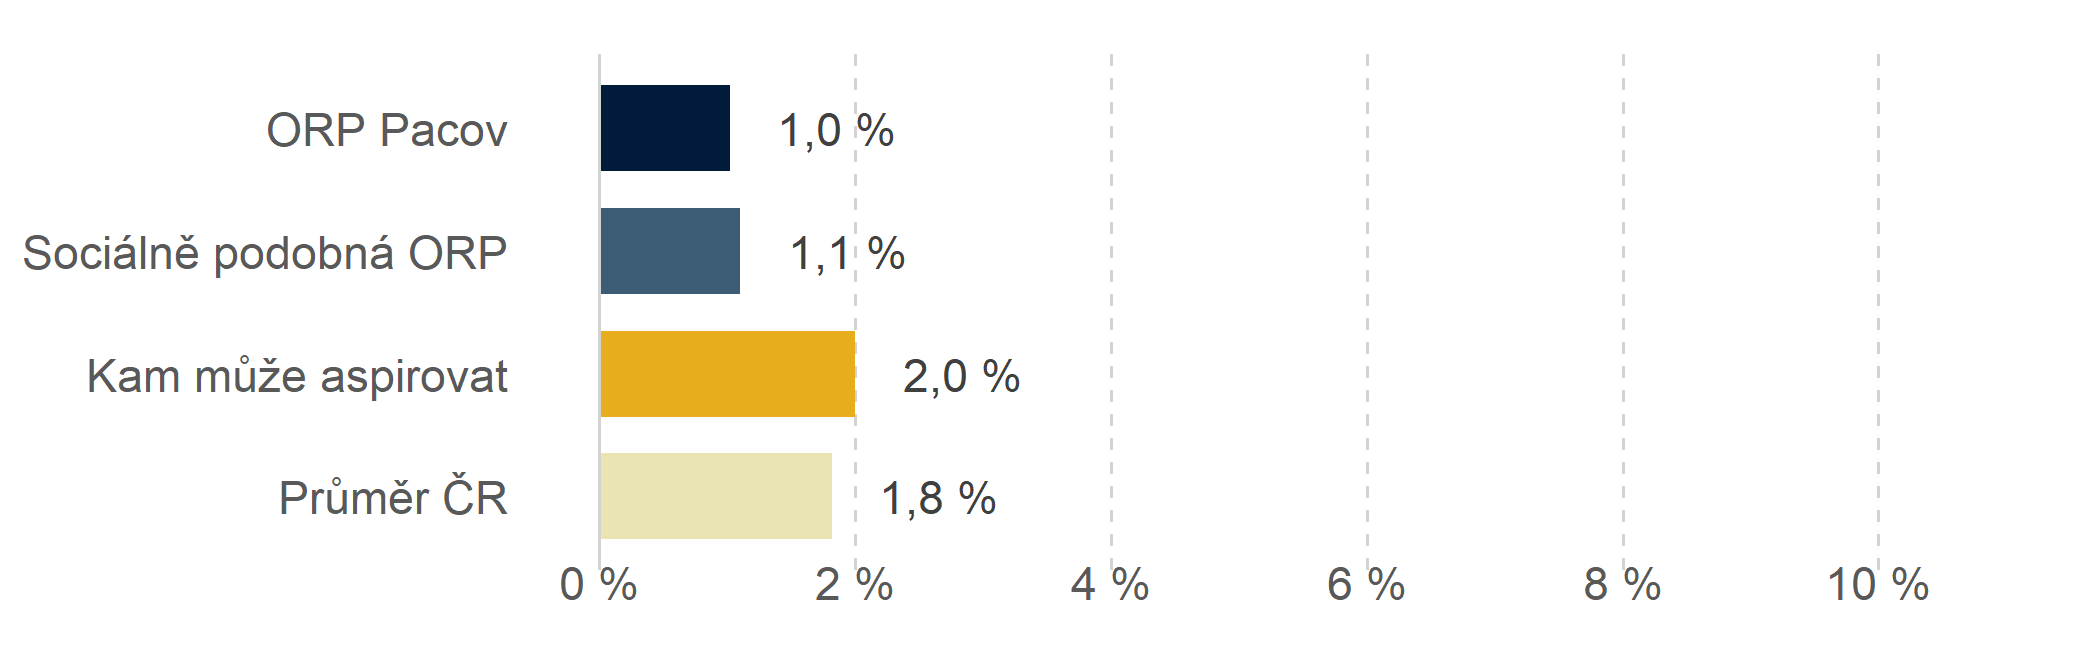 ORP Pacov 1,0 %
Sociálně podobná ORP 1,1 %
Kam může aspirovat 2,0 %
Průměr ČR 1,8 %
0 % 2 % 4 % 6 % 8 % 10 %